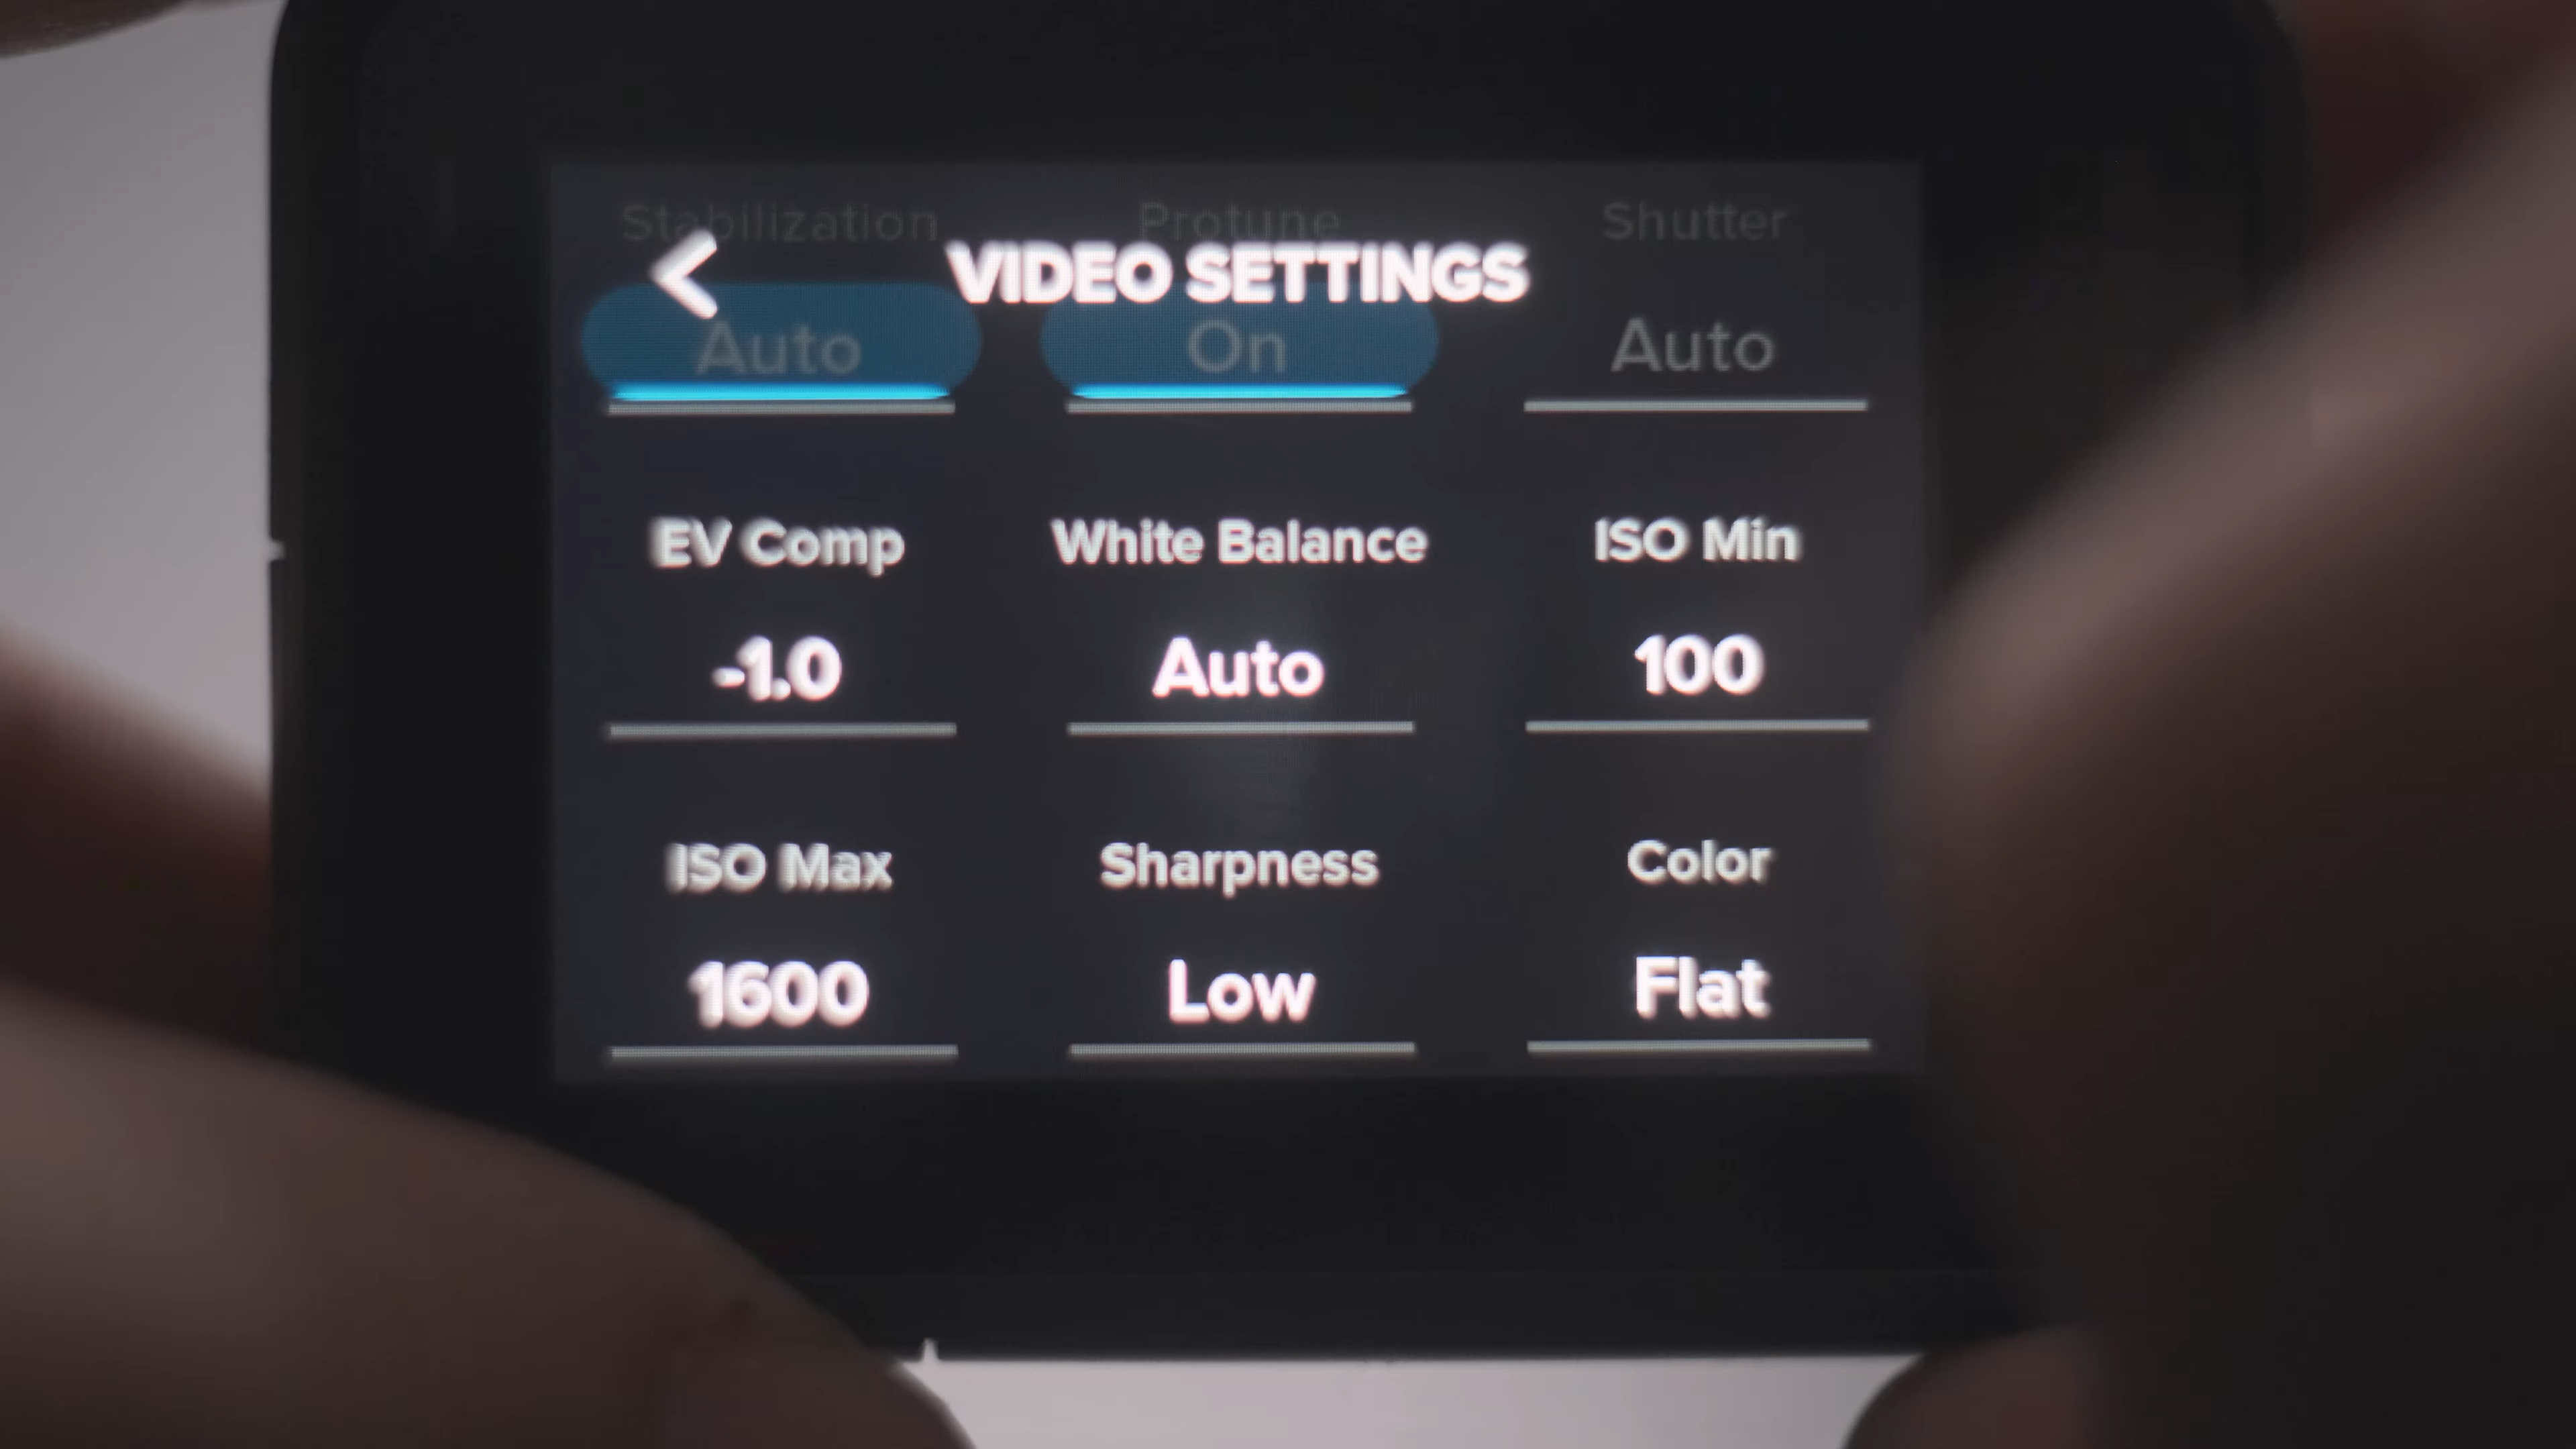 Stabilization Protune Shutter
VIDEO SETTINGS
Auto On Auto
EV Comp White Balance ISO Min
-1.0 Auto 100
ISO Max Sharpness Color
1600 Low Flat